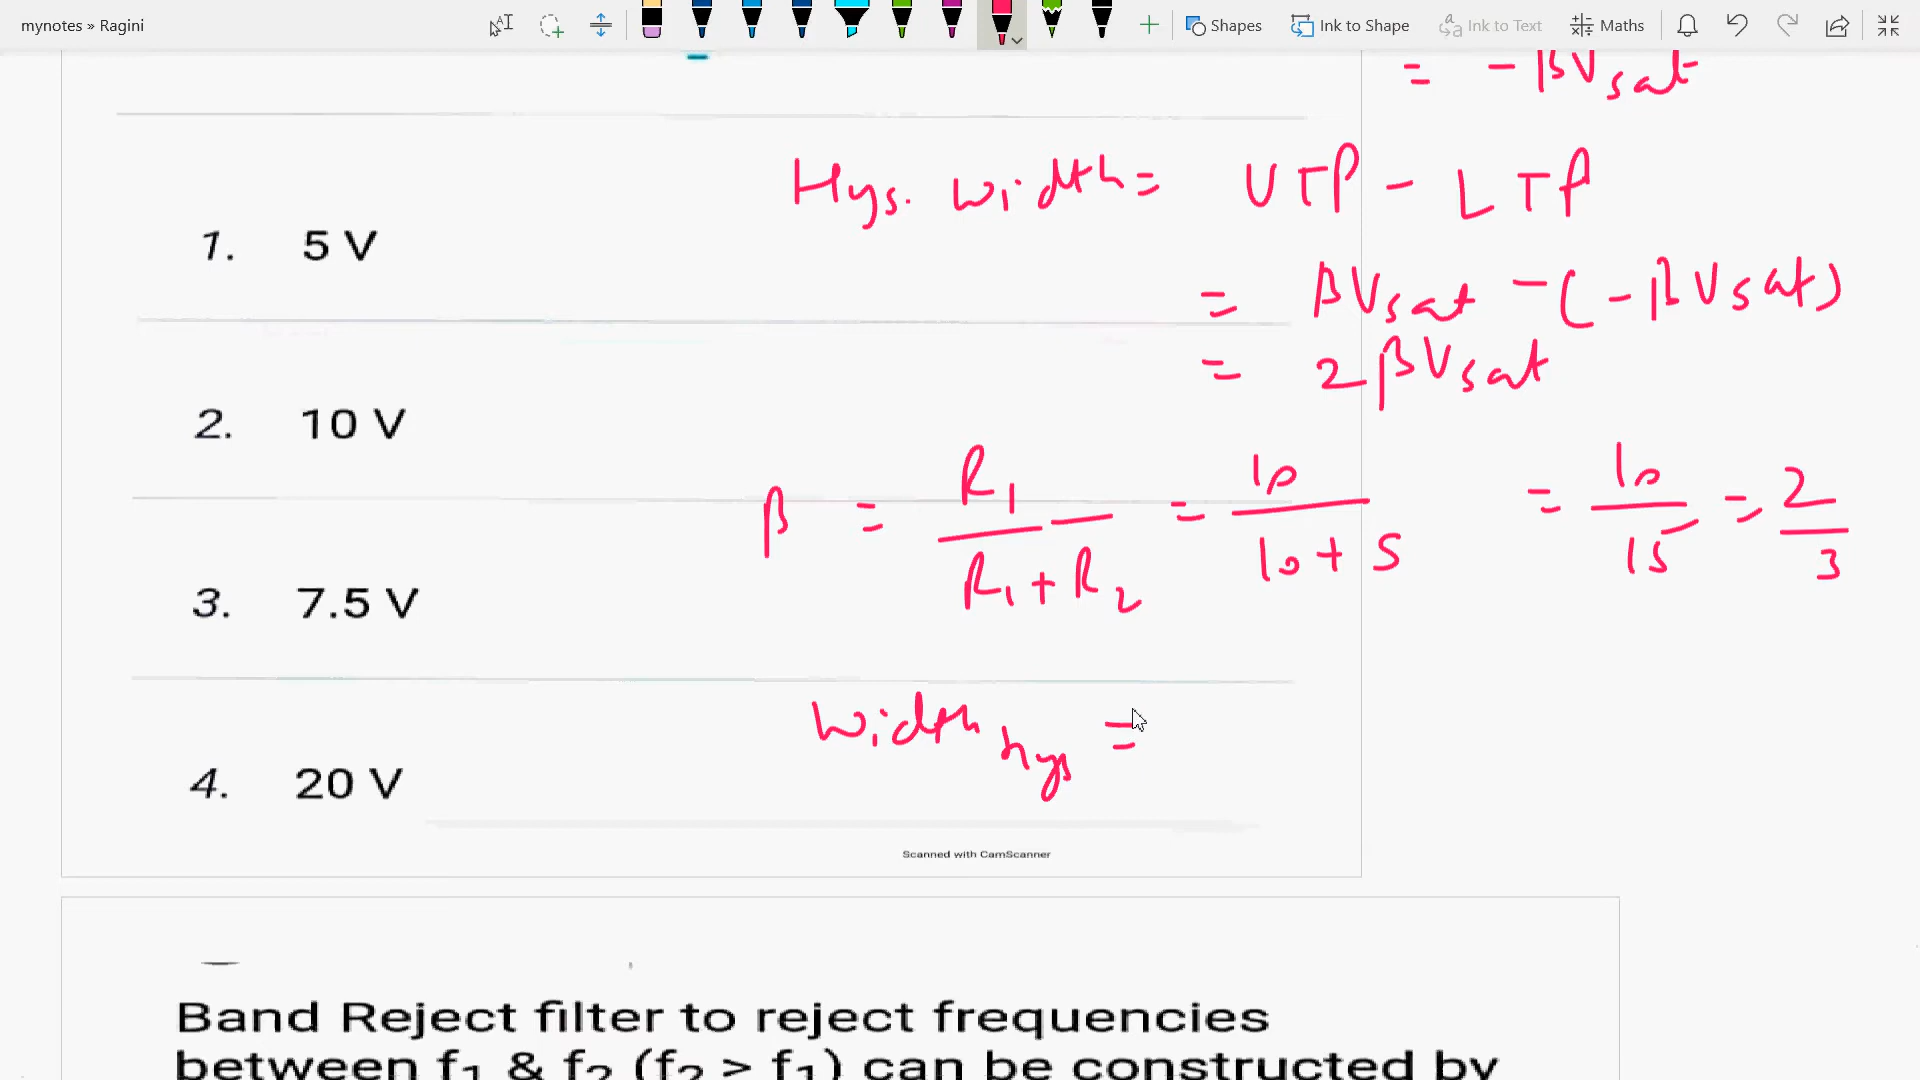 mynotes » Ragini
Shapes
Ink to Shape
Ink to Text
Maths
= - βVsat
Hys. width = UTP - LTP
1. 5 V
= βVsat - (-βVsat)
= 2βVsat
2. 10 V
β = R1 / R1 + R2 = 10 / 10 + 5 = 10 / 15 = 2 / 3
3. 7.5 V
Width hys =
4. 20 V
Scanned with CamScanner
Band Reject filter to reject frequencies
between f₁ & f₂ (f₂ > f₁) can be constructed by